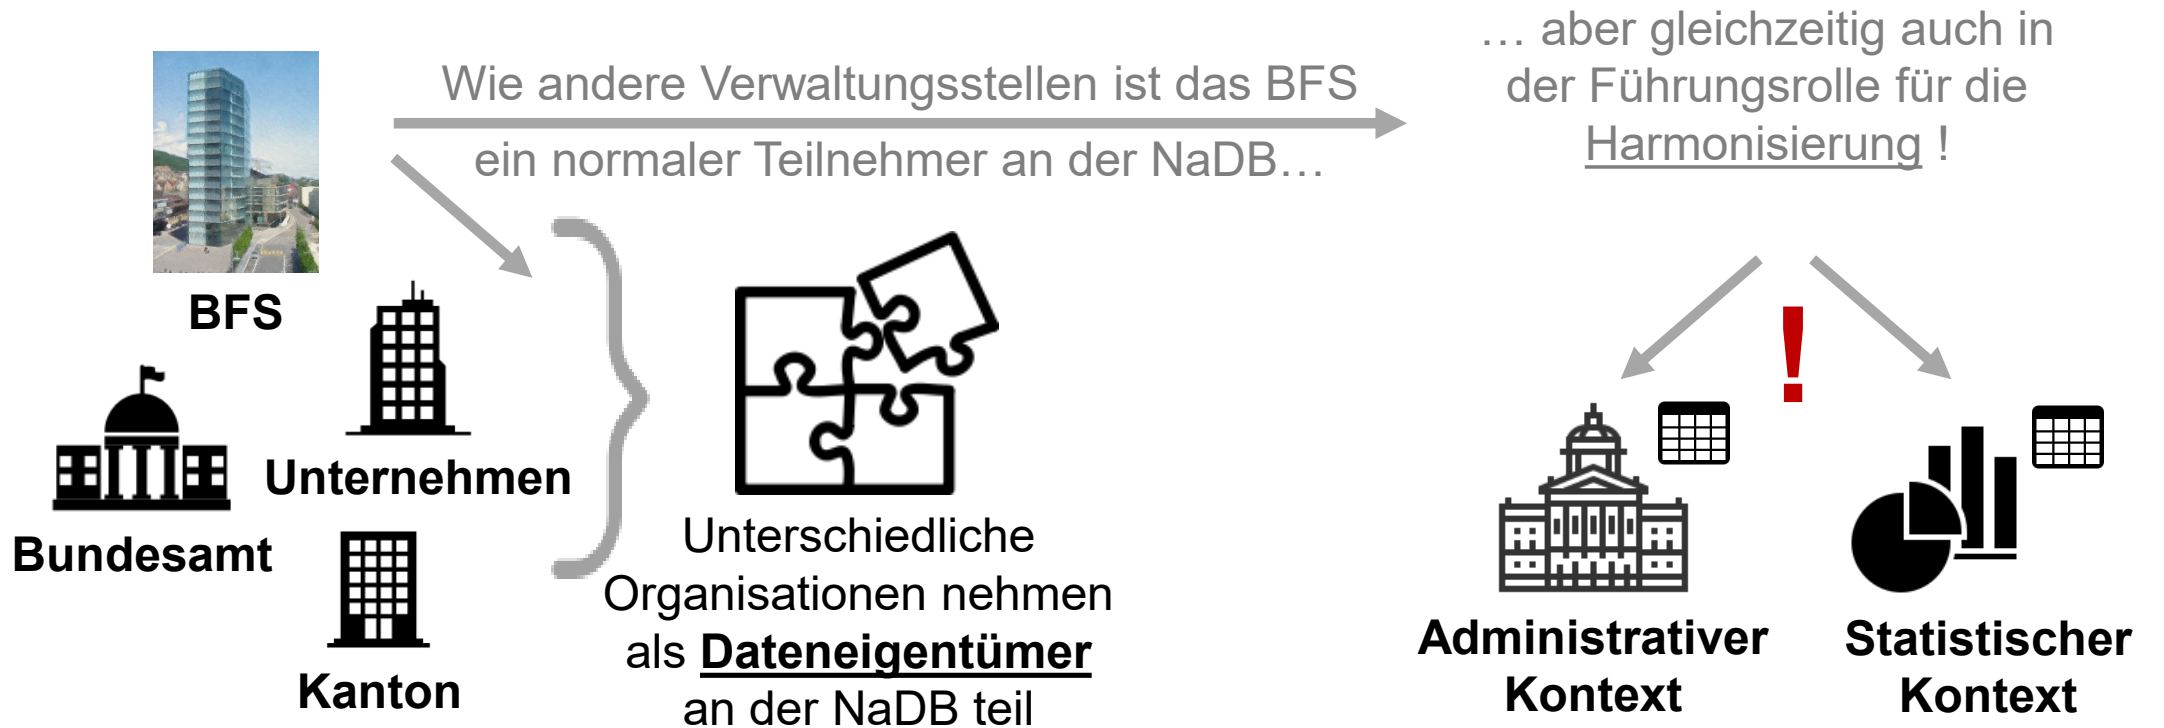 Wie andere Verwaltungsstellen ist das BFS
ein normaler Teilnehmer an der NaDB…
… aber gleichzeitig auch in
der Führungsrolle für die
Harmonisierung !
BFS
Unternehmen
Bundesamt
Kanton
Unterschiedliche
Organisationen nehmen
als Dateneigentümer
an der NaDB teil
!
Administrativer
Kontext
Statistischer
Kontext